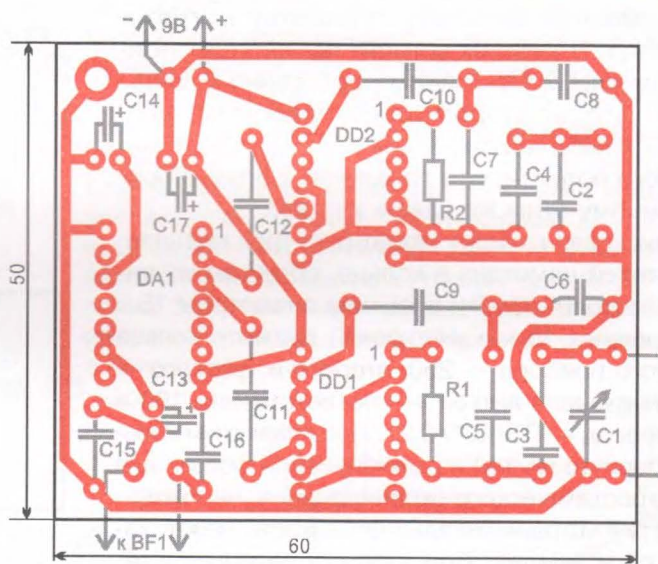 - 9В +
C14
C10
C8
1
DD2
C7
C4
C2
R2
C17
C12
1
50
DA1
C9
C6
C13
DD1
1
R1
C11
C5
C3
C1
C15
C16
к BF1
60